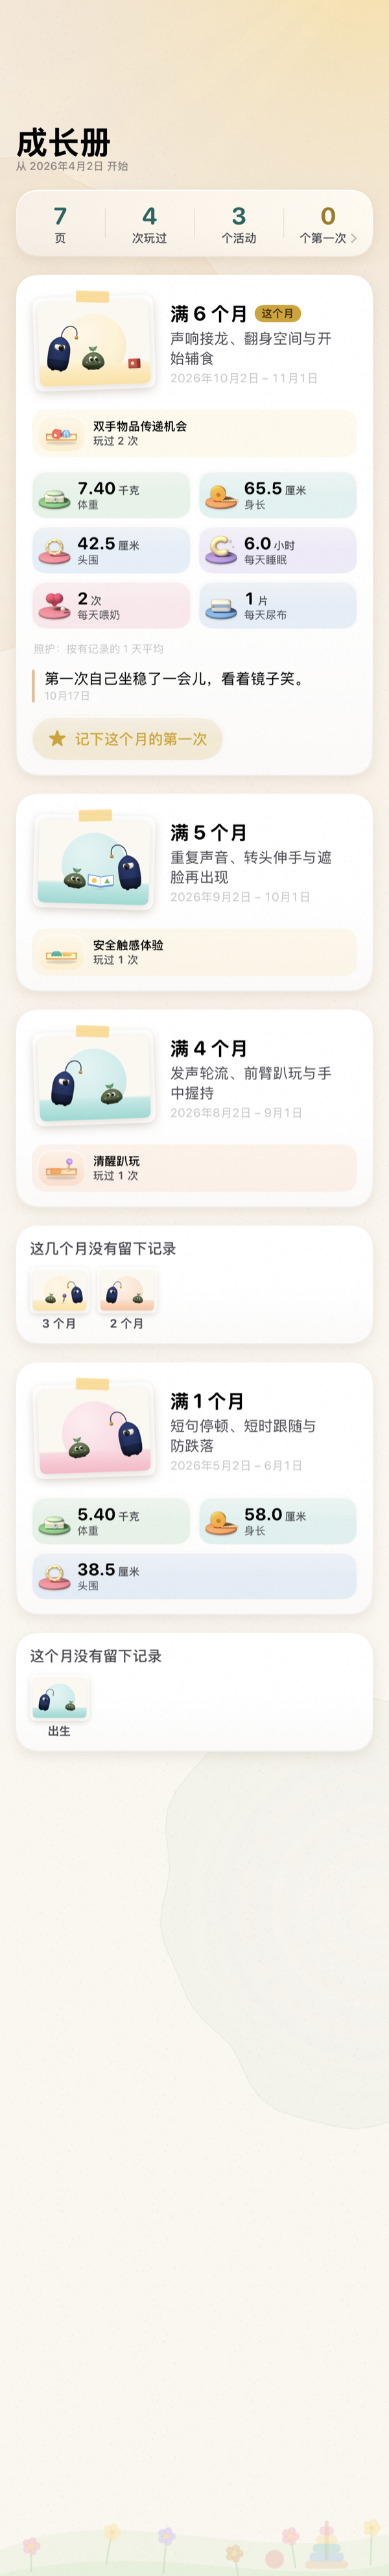 成长册
从 2026年4月2日 开始
7
页
4
次玩过
3
个活动
0
个第一次
满 6 个月
这个月
声响接龙、翻身空间与开
始辅食
2026年10月2日 – 11月1日
双手物品传递机会
玩过 2 次
7.40 千克
体重
65.5 厘米
身长
42.5 厘米
头围
6.0 小时
每天睡眠
2 次
每天喂奶
1 片
每天尿布
照护：按有记录的 1 天平均
第一次自己坐稳了一会儿，看着镜子笑。
10月17日
记下这个月的第一次
满 5 个月
重复声音、转头伸手与遮
脸再出现
2026年9月2日 – 10月1日
安全触感体验
玩过 1 次
满 4 个月
发声轮流、前臂趴玩与手
中握持
2026年8月2日 – 9月1日
清醒趴玩
玩过 1 次
这几个月没有留下记录
3 个月
2 个月
满 1 个月
短句停顿、短时跟随与
防跌落
2026年5月2日 – 6月1日
5.40 千克
体重
58.0 厘米
身长
38.5 厘米
头围
这个月没有留下记录
出生